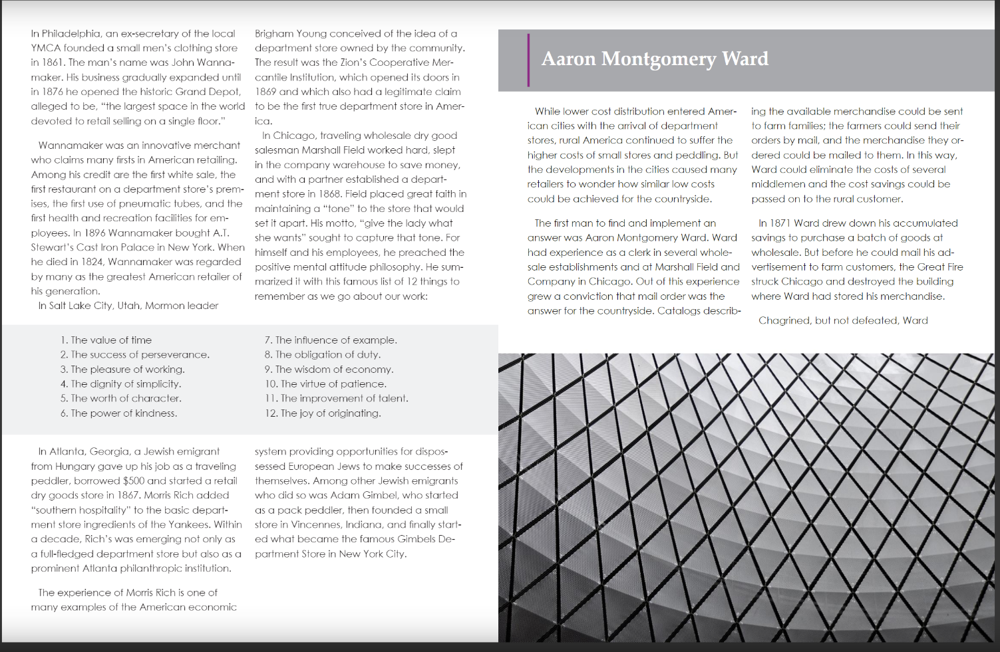 In Philadelphia, an ex-secretary of the local
YMCA founded a small men's clothing store
in 1861. The man's name was John Wanna-
maker. His business gradually expanded until
in 1876 he opened the historic Grand Depot,
alleged to be, "the largest space in the world
devoted to retail selling on a single floor."
Wannamaker was an innovative merchant
who claims many firsts in American retailing.
Among his credit are the first white sale, the
first restaurant on a department store's prem-
ises, the first use of pneumatic tubes, and the
first health and recreation facilities for em-
ployees. In 1896 Wannamaker bought A.T.
Stewart's Cast Iron Palace in New York. When
he died in 1824, Wannamaker was regarded
by many as the greatest American retailer of
his generation.
In Salt Lake City, Utah, Mormon leader
Brigham Young conceived of the idea of a
department store owned by the community.
The result was the Zion's Cooperative Mer-
cantile Institution, which opened its doors in
1869 and which also had a legitimate claim
to be the first true department store in Amer-
ica.
In Chicago, traveling wholesale dry good
salesman Marshall Field worked hard, slept
in the company warehouse to save money,
and with a partner established a depart-
ment store in 1868. Field placed great faith in
maintaining a "tone" to the store that would
set it apart. His motto, "give the lady what
she wants" sought to capture that tone. For
himself and his employees, he preached the
positive mental attitude philosophy. He sum-
marized it with this famous list of 12 things to
remember as we go about our work:
1. The value of time
2. The success of perseverance.
3. The pleasure of working.
4. The dignity of simplicity.
5. The worth of character.
6. The power of kindness.
7. The influence of example.
8. The obligation of duty.
9. The wisdom of economy.
10. The virtue of patience.
11. The improvement of talent.
12. The joy of originating.
In Atlanta, Georgia, a Jewish emigrant
from Hungary gave up his job as a traveling
peddler, borrowed $500 and started a retail
dry goods store in 1867. Morris Rich added
"southern hospitality" to the basic depart-
ment store ingredients of the Yankees. Within
a decade, Rich's was emerging not only as
a full-fledged department store but also as a
prominent Atlanta philanthropic institution.
The experience of Morris Rich is one of
many examples of the American economic
system providing opportunities for dispos-
sessed European Jews to make successes of
themselves. Among other Jewish emigrants
who did so was Adam Gimbel, who started
as a pack peddler, then founded a small
store in Vincennes, Indiana, and finally start-
ed what became the famous Gimbels De-
partment Store in New York City.
Aaron Montgomery Ward
While lower cost distribution entered Amer-
ican cities with the arrival of department
stores, rural America continued to suffer the
higher costs of small stores and peddling. But
the developments in the cities caused many
retailers to wonder how similar low costs
could be achieved for the countryside.
The first man to find and implement an
answer was Aaron Montgomery Ward. Ward
had experience as a clerk in several whole-
sale establishments and at Marshall Field and
Company in Chicago. Out of this experience
grew a conviction that mail order was the
answer for the countryside. Catalogs describ-
ing the available merchandise could be sent
to farm families; the farmers could send their
orders by mail, and the merchandise they or-
dered could be mailed to them. In this way,
Ward could eliminate the costs of several
middlemen and the cost savings could be
passed on to the rural customer.
In 1871 Ward drew down his accumulated
savings to purchase a batch of goods at
wholesale. But before he could mail his ad-
vertisement to farm customers, the Great Fire
struck Chicago and destroyed the building
where Ward had stored his merchandise.
Chagrined, but not defeated, Ward